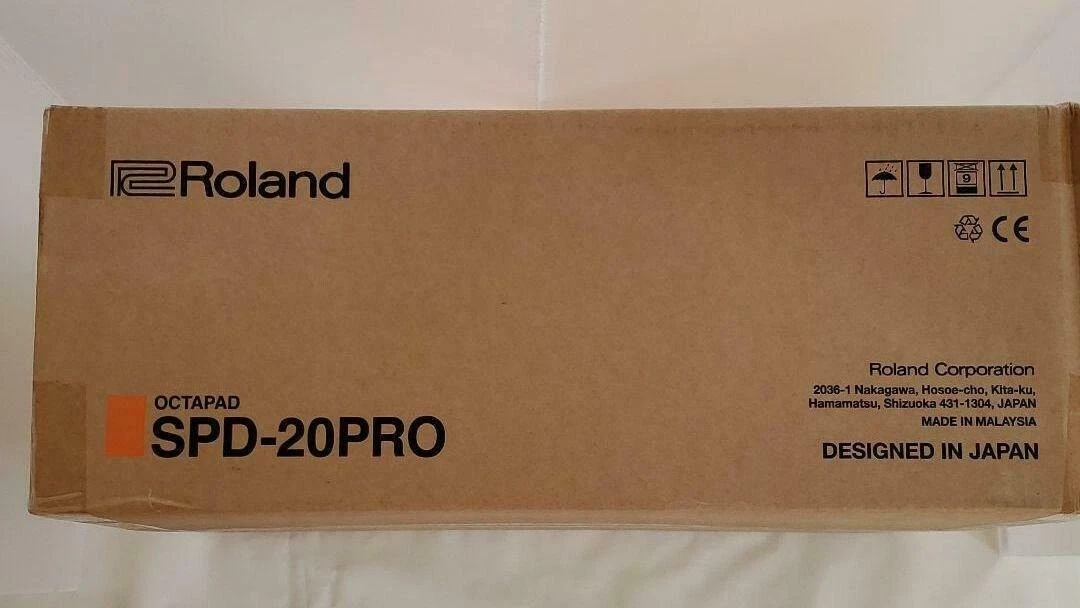 Roland
9
CE
OCTAPAD
SPD-20PRO
Roland Corporation
2036-1 Nakagawa, Hosoe-cho, Kita-ku,
Hamamatsu, Shizuoka 431-1304, JAPAN
MADE IN MALAYSIA
DESIGNED IN JAPAN